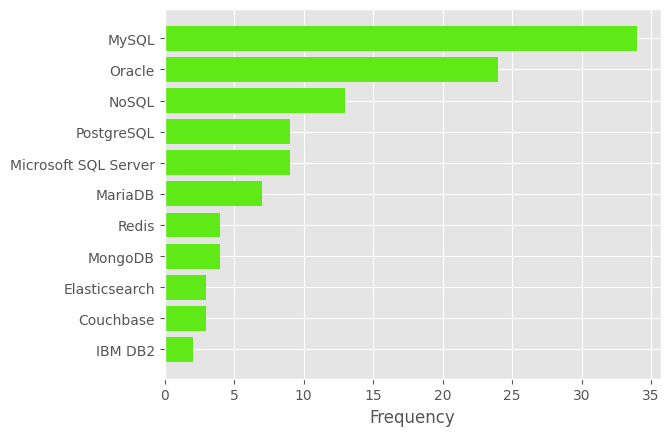 MySQL
Oracle
NoSQL
PostgreSQL
Microsoft SQL Server
MariaDB
Redis
MongoDB
Elasticsearch
Couchbase
IBM DB2
0 5 10 15 20 25 30 35
Frequency